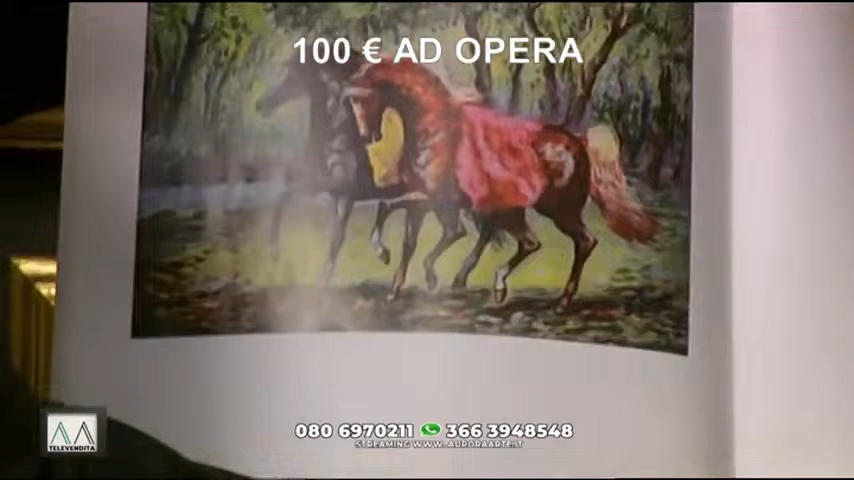 100 € AD OPERA
080 6970211 366 3948548
STREAMING WWW.AURORAARTE.IT
TELEVENDITA